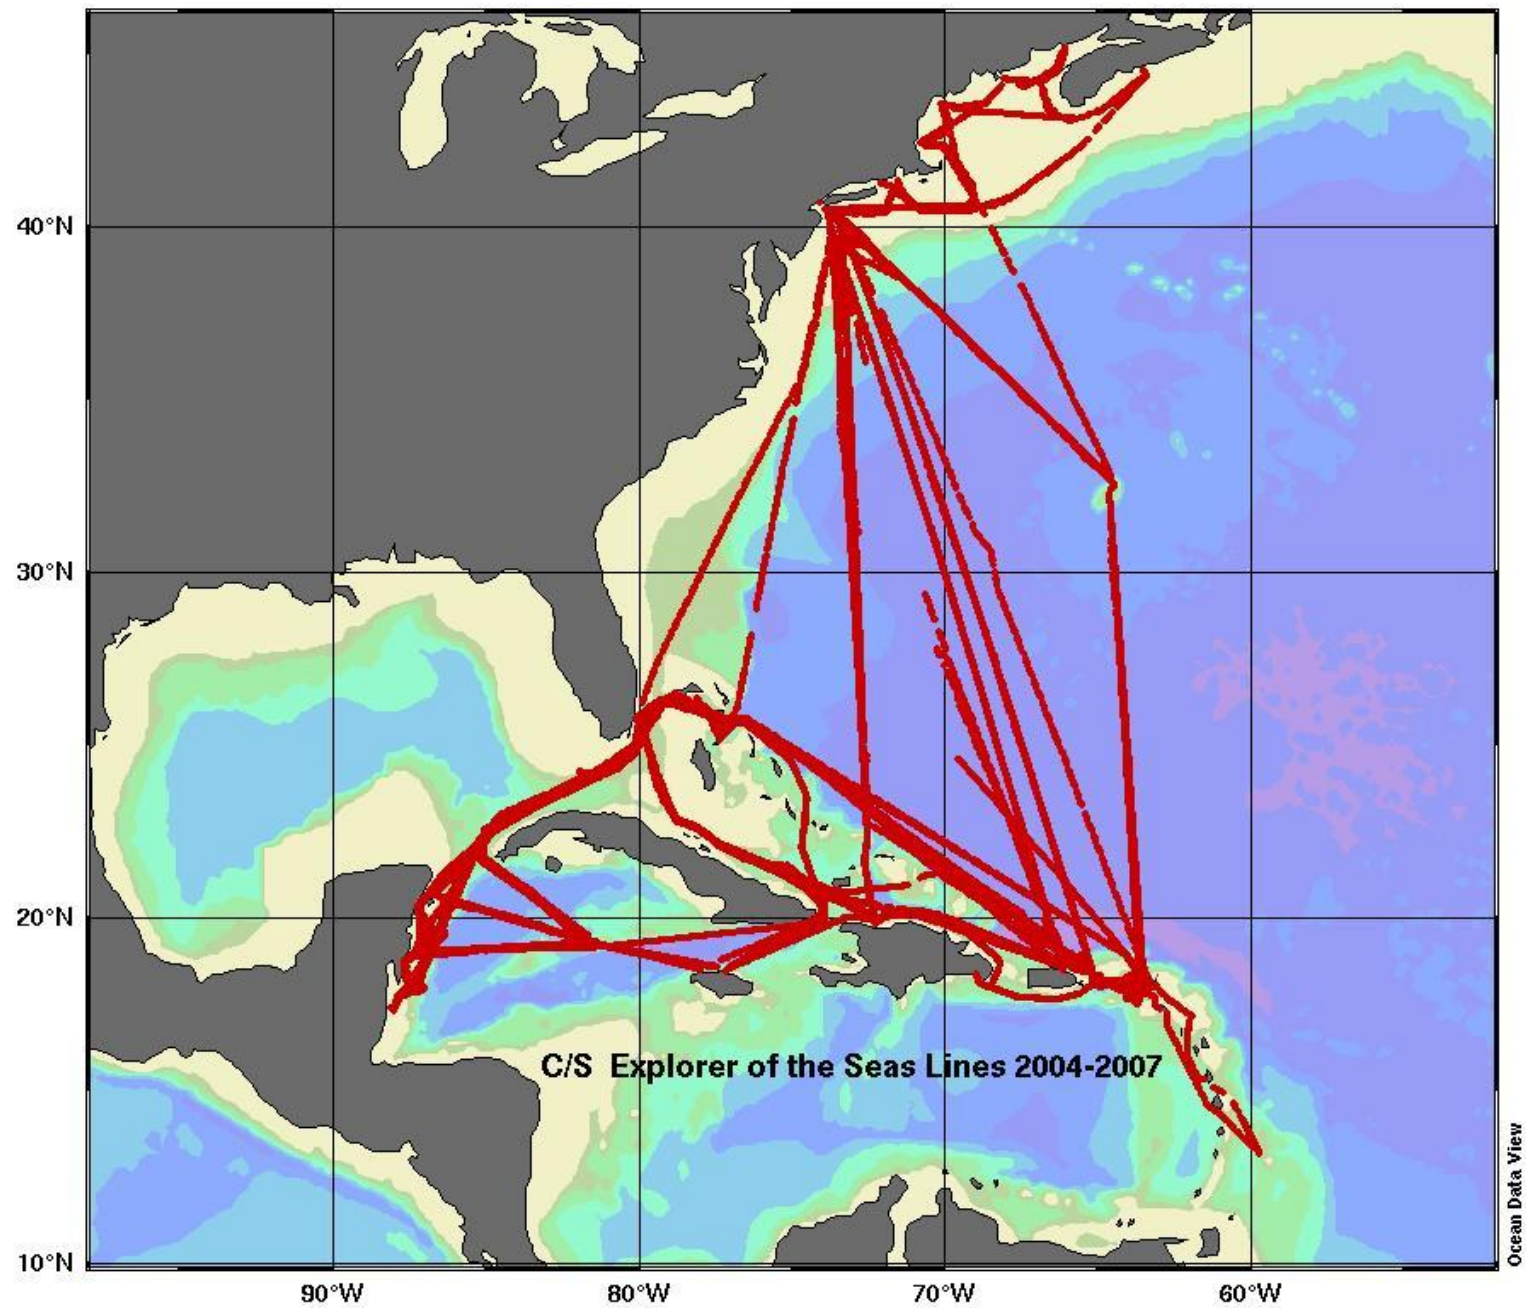 40°N
30°N
20°N
C/S Explorer of the Seas Lines 2004-2007
10°N
90°W 80°W 70°W 60°W
Ocean Data View